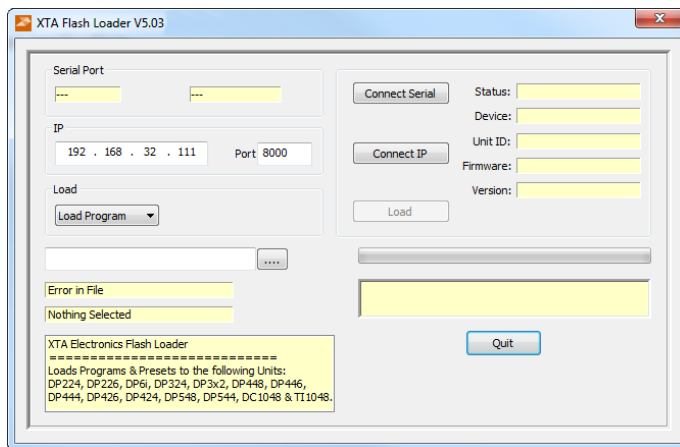 XTA Flash Loader V5.03
Serial Port
--- ---
IP
192 . 168 . 32 . 111 Port 8000
Load
Load Program
....
Error in File
Nothing Selected
XTA Electronics Flash Loader
============================
Loads Programs & Presets to the following Units:
DP224, DP226, DP6i, DP324, DP3x2, DP448, DP446,
DP444, DP426, DP424, DP548, DP544, DC1048 & TI1048.
Connect Serial
Connect IP
Load
Status:
Device:
Unit ID:
Firmware:
Version:
Quit